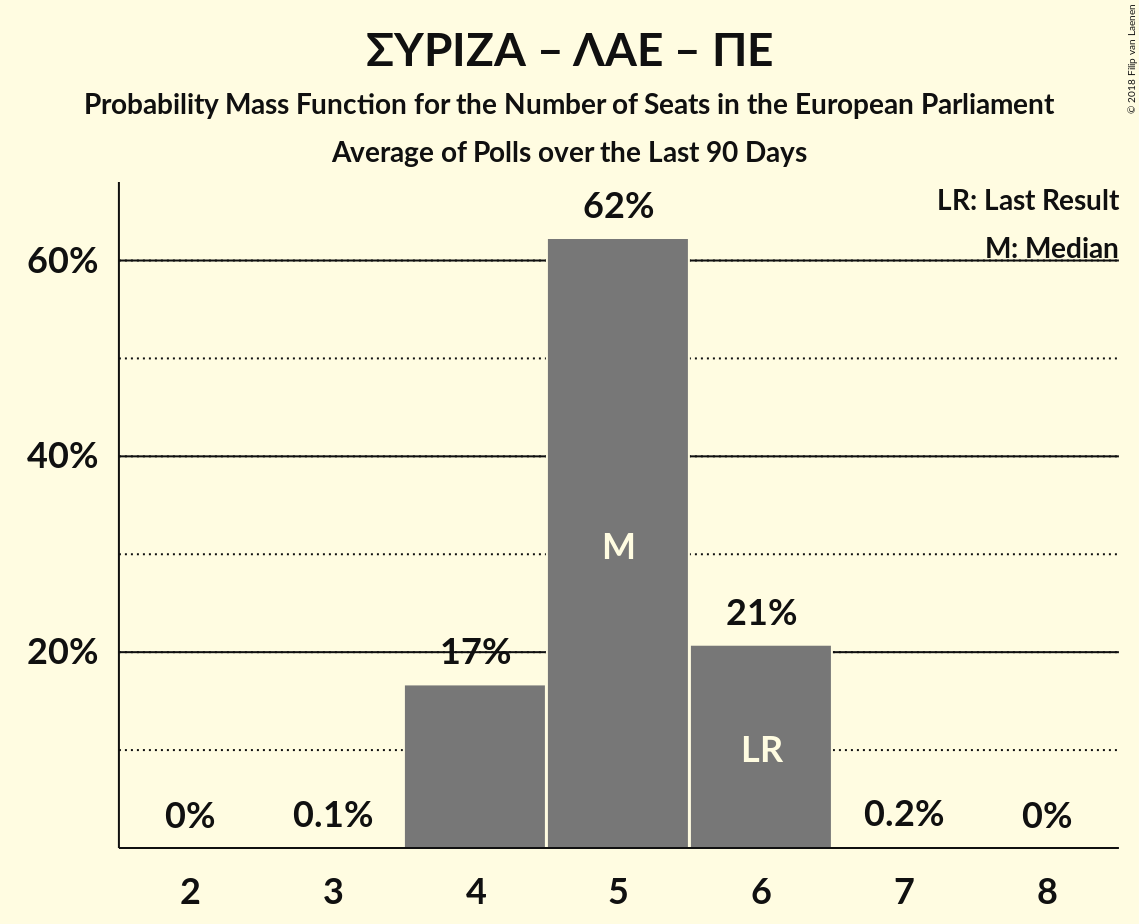 ΣΥΡΙΖΑ – ΛΑΕ – ΠΕ
Probability Mass Function for the Number of Seats in the European Parliament
Average of Polls over the Last 90 Days
© 2018 Filip van Laenen
LR: Last Result
M: Median
62%
60%
40%
M
21%
20%
17%
LR
0%
0.1%
0.2%
0%
2
3
4
5
6
7
8